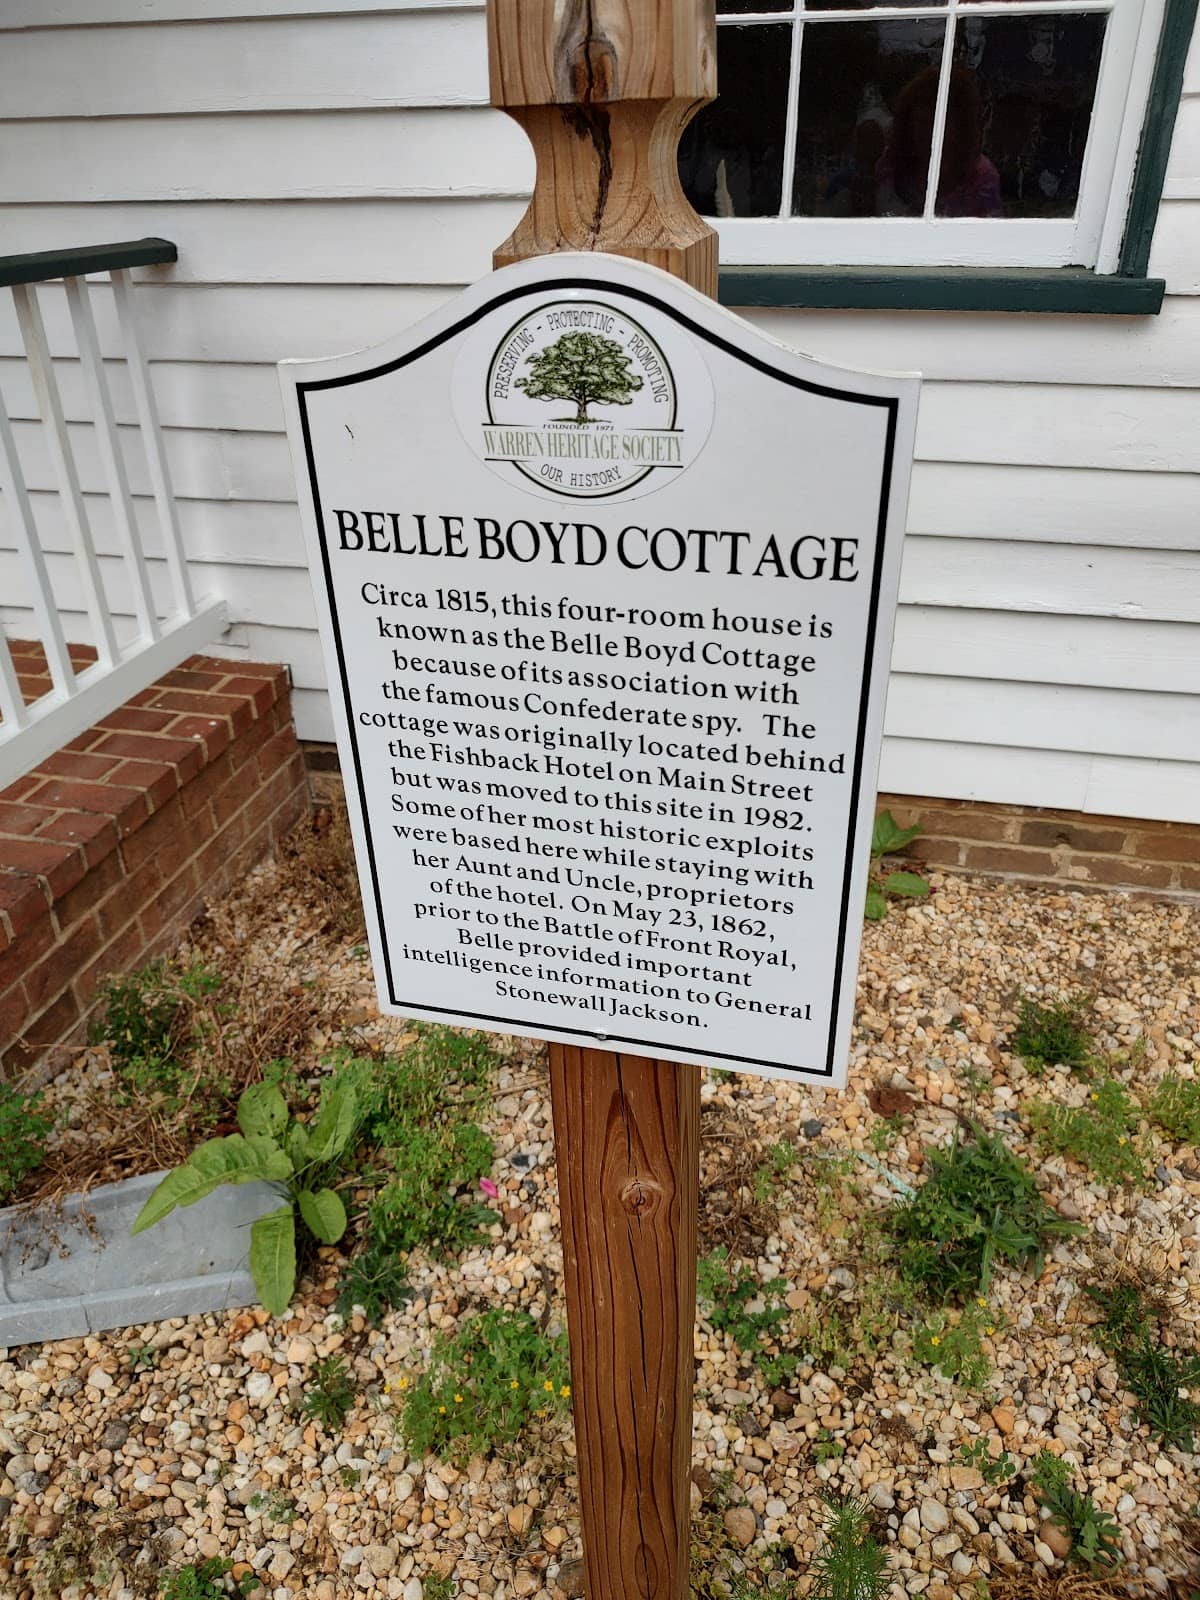 PRESERVING - PROTECTING - PROMOTING
FOUNDED 1971
WARREN HERITAGE SOCIETY
OUR HISTORY
BELLE BOYD COTTAGE
Circa 1815, this four-room house is
known as the Belle Boyd Cottage
because of its association with
the famous Confederate spy. The
cottage was originally located behind
the Fishback Hotel on Main Street
but was moved to this site in 1982.
Some of her most historic exploits
were based here while staying with
her Aunt and Uncle, proprietors
of the hotel. On May 23, 1862,
prior to the Battle of Front Royal,
Belle provided important
intelligence information to General
Stonewall Jackson.